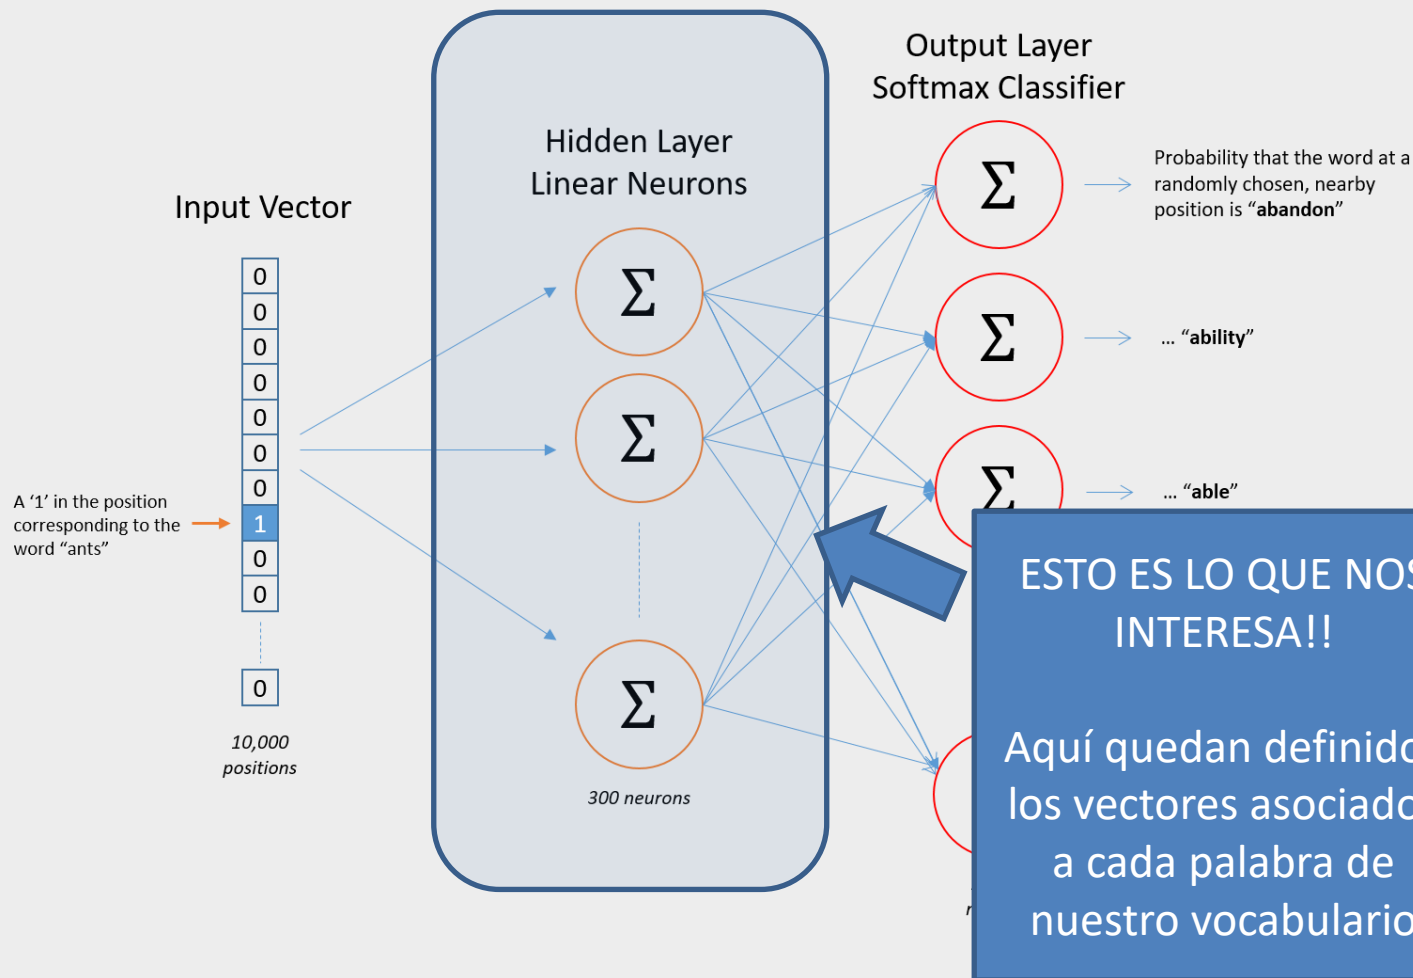 Output Layer
Softmax Classifier
Hidden Layer
Linear Neurons
Input Vector
Probability that the word at a
randomly chosen, nearby
position is “abandon”
0
0
0
0
0
0
0
1
0
0
0
Σ
Σ
Σ
Σ
Σ
Σ
... “ability”
... “able”
A ‘1’ in the position
corresponding to the
word “ants”
10,000
positions
300 neurons
ESTO ES LO QUE NOS
INTERESA!!
Aquí quedan definido
los vectores asociado
a cada palabra de
nuestro vocabulario